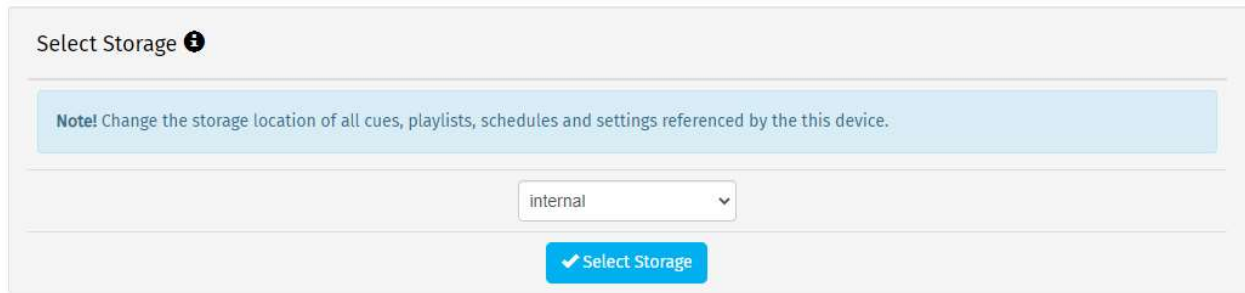 Select Storage
Note! Change the storage location of all cues, playlists, schedules and settings referenced by the this device.
internal
Select Storage